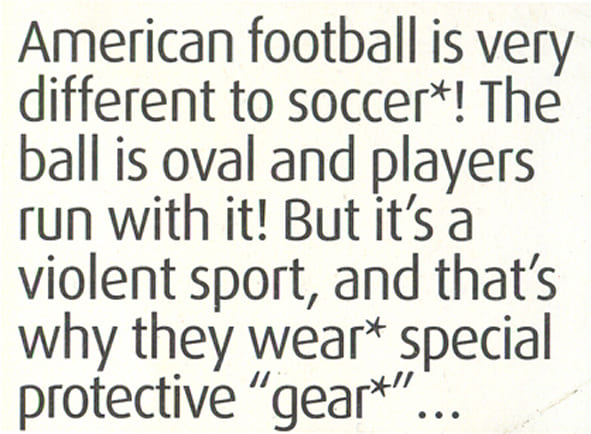 American football is very
different to soccer*! The
ball is oval and players
run with it! But it's a
violent sport, and that's
why they wear* special
protective “gear*”...